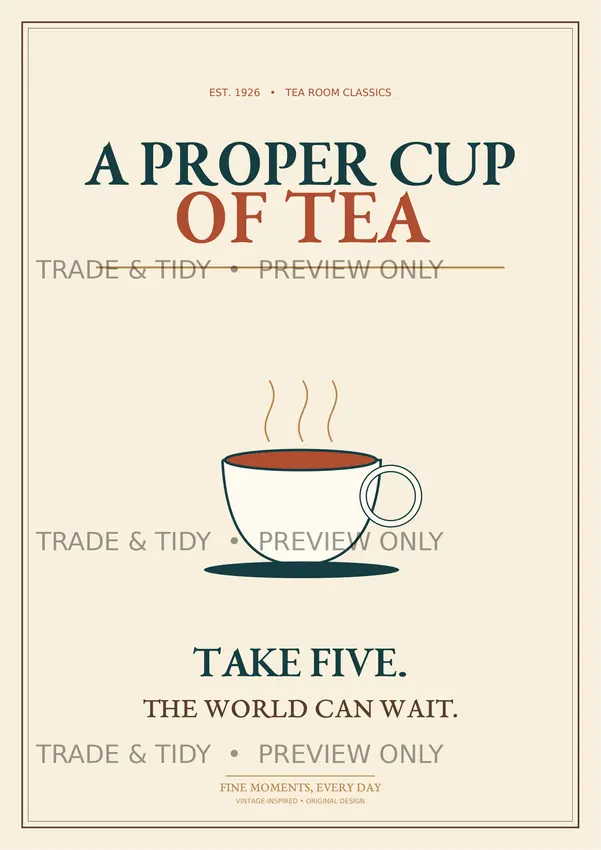 EST. 1926 • TEA ROOM CLASSICS
A PROPER CUP
OF TEA
TRADE & TIDY • PREVIEW ONLY
TRADE & TIDY • PREVIEW ONLY
TAKE FIVE.
THE WORLD CAN WAIT.
TRADE & TIDY • PREVIEW ONLY
FINE MOMENTS, EVERY DAY
VINTAGE-INSPIRED • ORIGINAL DESIGN